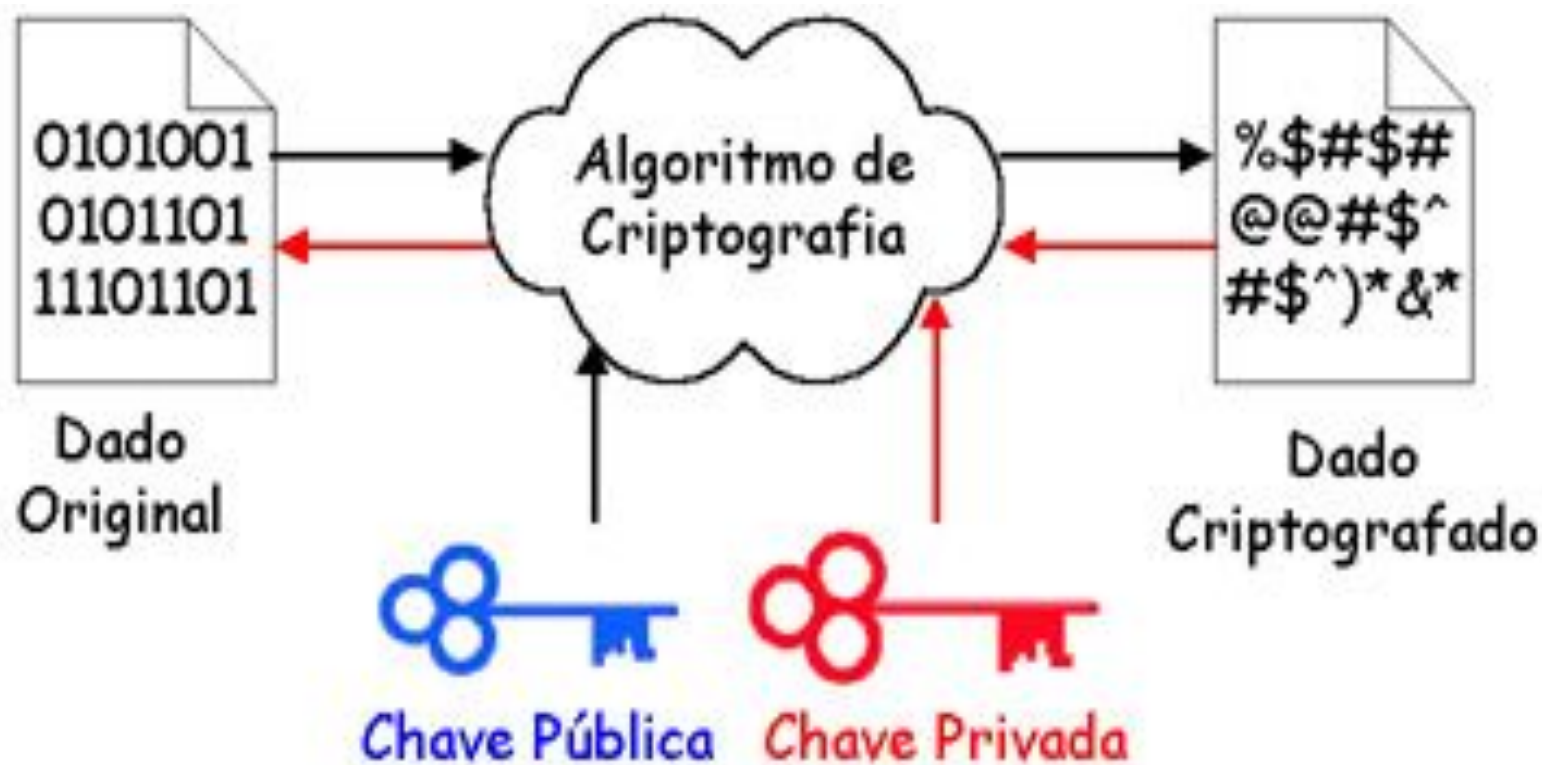 0101001
0101101
11101101
Dado
Original
Algoritmo de
Criptografia
%$#$#
@@#$^
#$^)*&*
Dado
Criptografado
Chave Pública
Chave Privada